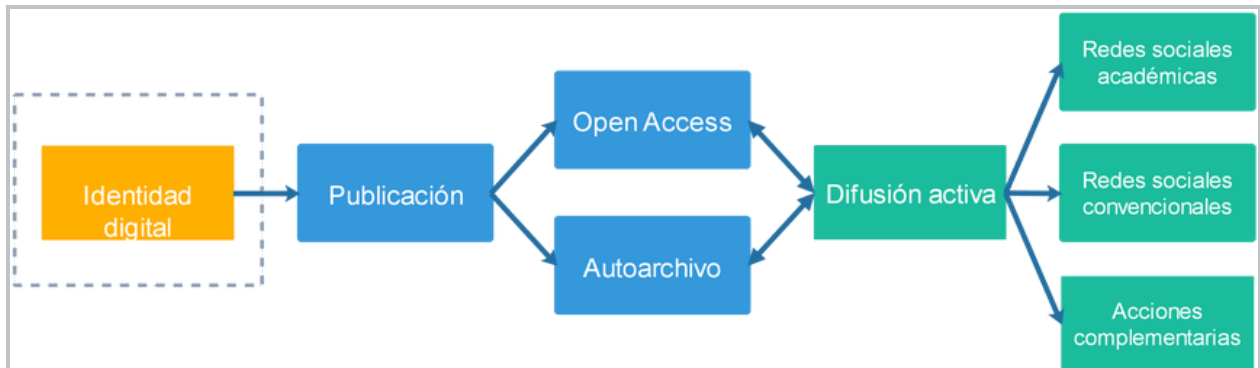 Identidad
digital
Publicación
Open Access
Autoarchivo
Difusión activa
Redes sociales
académicas
Redes sociales
convencionales
Acciones
complementarias